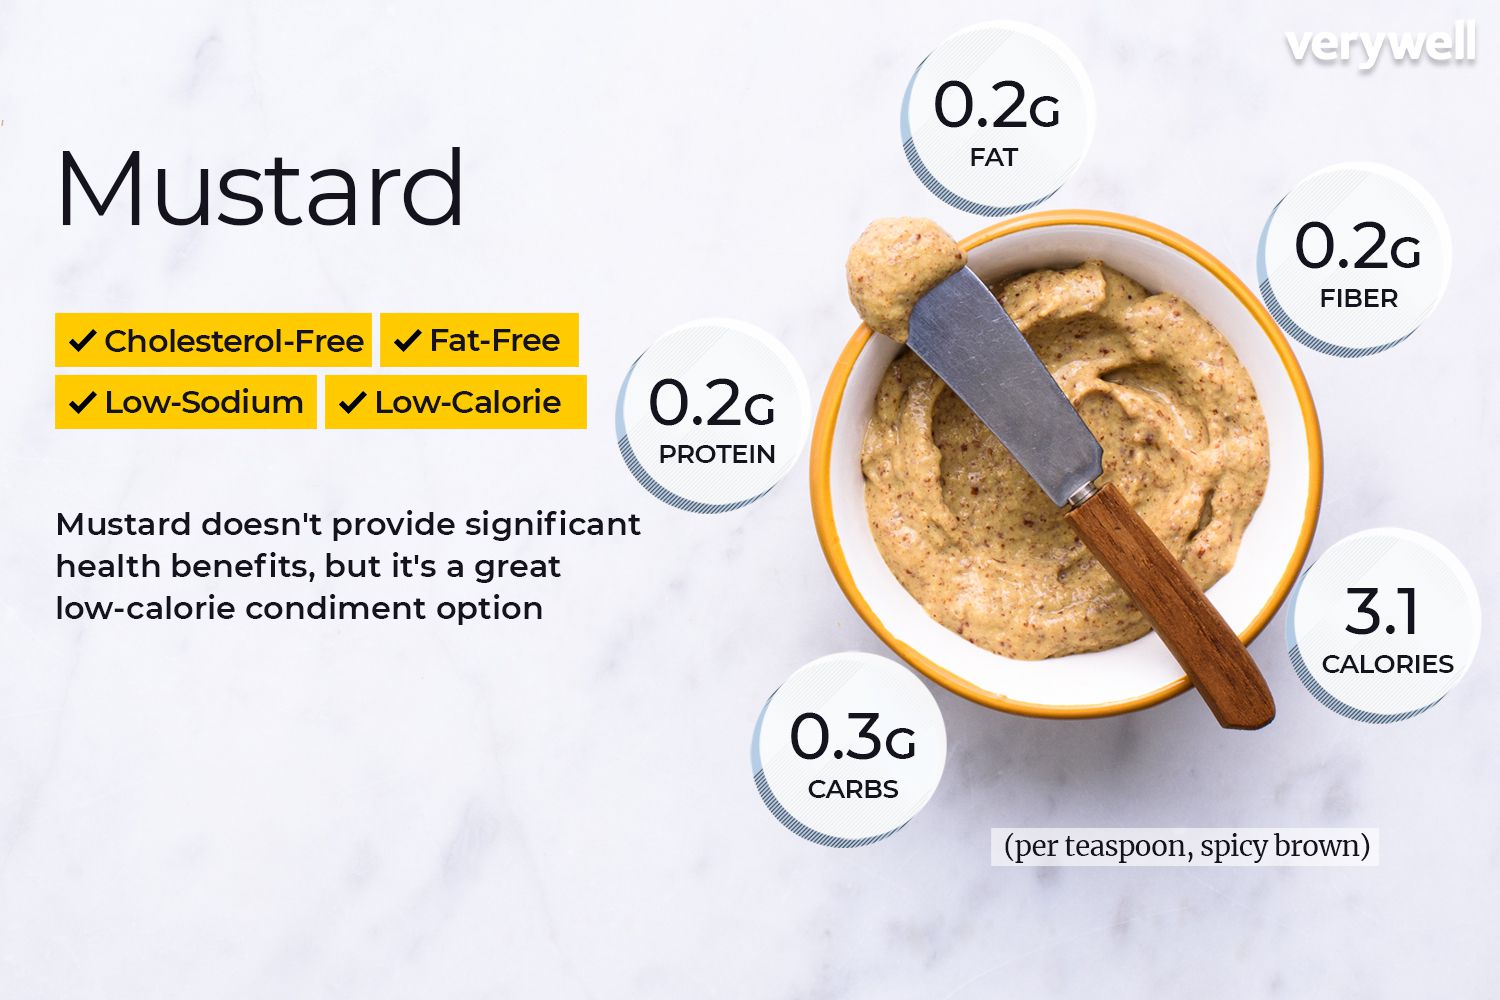 verywell
Mustard
Cholesterol-Free
Fat-Free
Low-Sodium
Low-Calorie
Mustard doesn't provide significant
health benefits, but it's a great
low-calorie condiment option
0.2G
FAT
0.2G
FIBER
0.2G
PROTEIN
3.1
CALORIES
0.3G
CARBS
(per teaspoon, spicy brown)